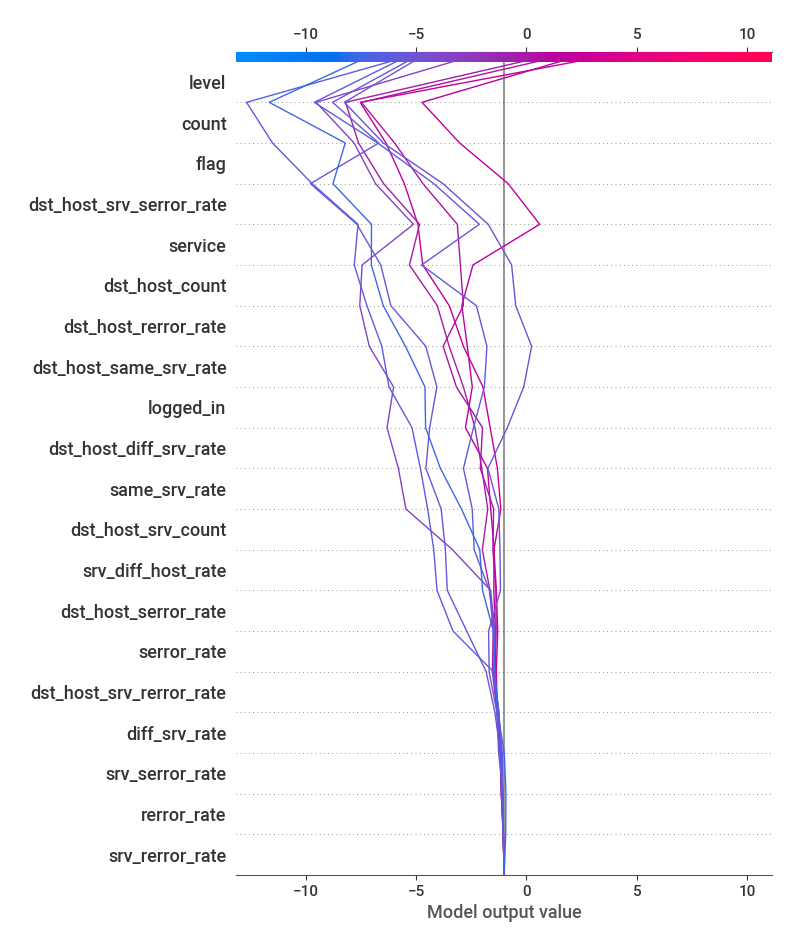 −10 −5 0 5 10
level
count
flag
dst_host_srv_serror_rate
service
dst_host_count
dst_host_rerror_rate
dst_host_same_srv_rate
logged_in
dst_host_diff_srv_rate
same_srv_rate
dst_host_srv_count
srv_diff_host_rate
dst_host_serror_rate
serror_rate
dst_host_srv_rerror_rate
diff_srv_rate
srv_serror_rate
rerror_rate
srv_rerror_rate
−10 −5 0 5 10
Model output value